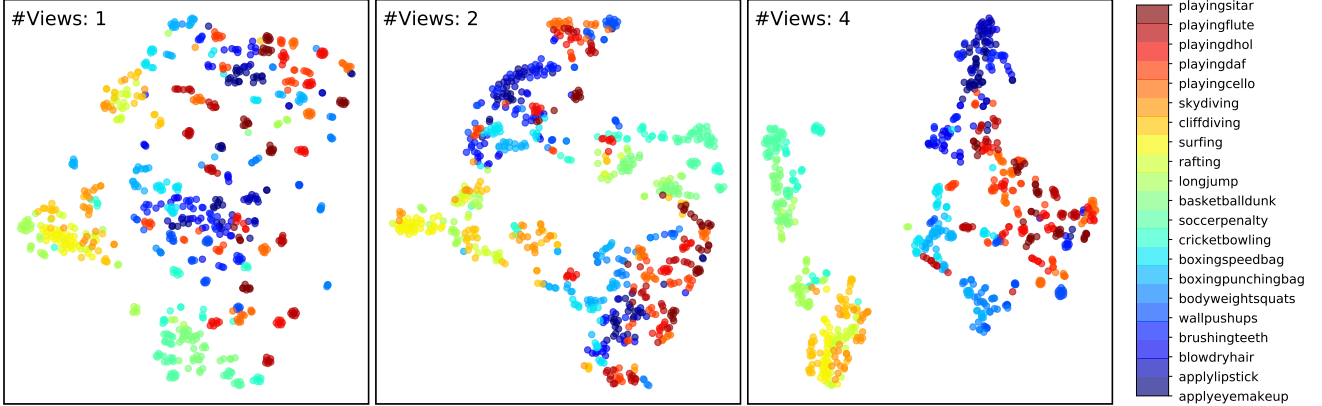 #Views: 1
#Views: 2
#Views: 4
playingsitar
playingflute
playingdhol
playingdaf
playingcello
skydiving
cliffdiving
surfing
rafting
longjump
basketballdunk
soccerpenalty
cricketbowling
boxingspeedbag
boxingpunchingbag
bodyweightsquats
wallpushups
brushingteeth
blowdryhair
applylipstick
applyeyemakeup